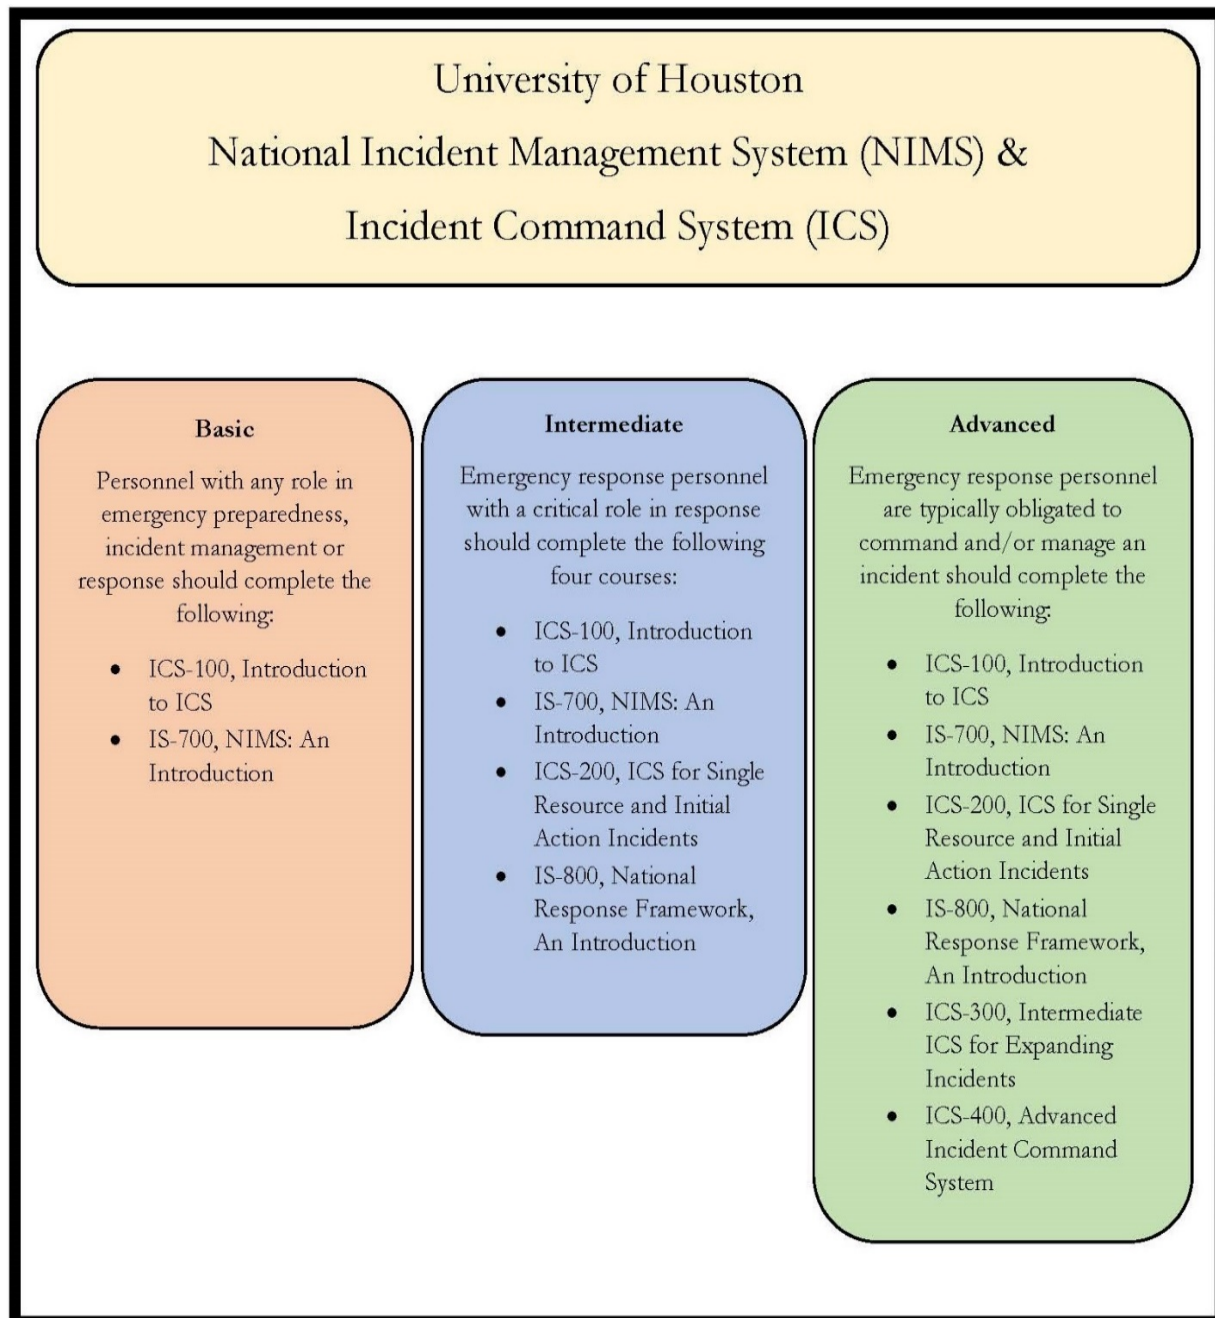 University of Houston
National Incident Management System (NIMS) &
Incident Command System (ICS)
Basic
Personnel with any role in
emergency preparedness,
incident management or
response should complete the
following:
• ICS-100, Introduction
to ICS
• IS-700, NIMS: An
Introduction
Intermediate
Emergency response personnel
with a critical role in response
should complete the following
four courses:
• ICS-100, Introduction
to ICS
• IS-700, NIMS: An
Introduction
• ICS-200, ICS for Single
Resource and Initial
Action Incidents
• IS-800, National
Response Framework,
An Introduction
Advanced
Emergency response personnel
are typically obligated to
command and/or manage an
incident should complete the
following:
• ICS-100, Introduction
to ICS
• IS-700, NIMS: An
Introduction
• ICS-200, ICS for Single
Resource and Initial
Action Incidents
• IS-800, National
Response Framework,
An Introduction
• ICS-300, Intermediate
ICS for Expanding
Incidents
• ICS-400, Advanced
Incident Command
System